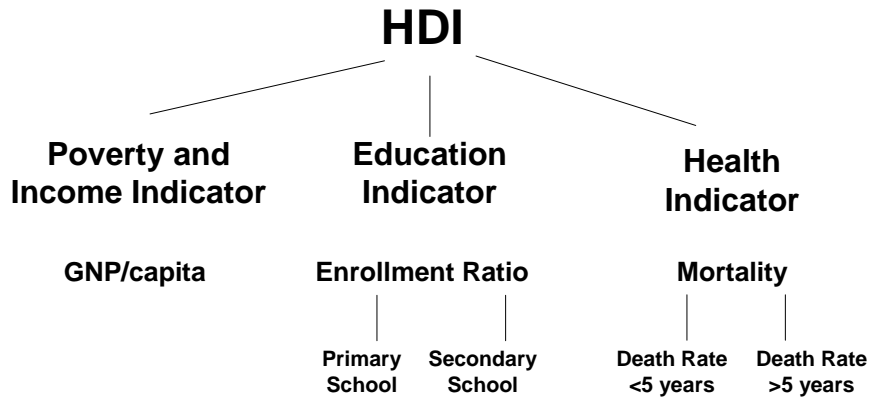 HDI
Poverty and
Income Indicator
Education
Indicator
Health
Indicator
GNP/capita
Enrollment Ratio
Mortality
Primary
School
Secondary
School
Death Rate
<5 years
Death Rate
>5 years